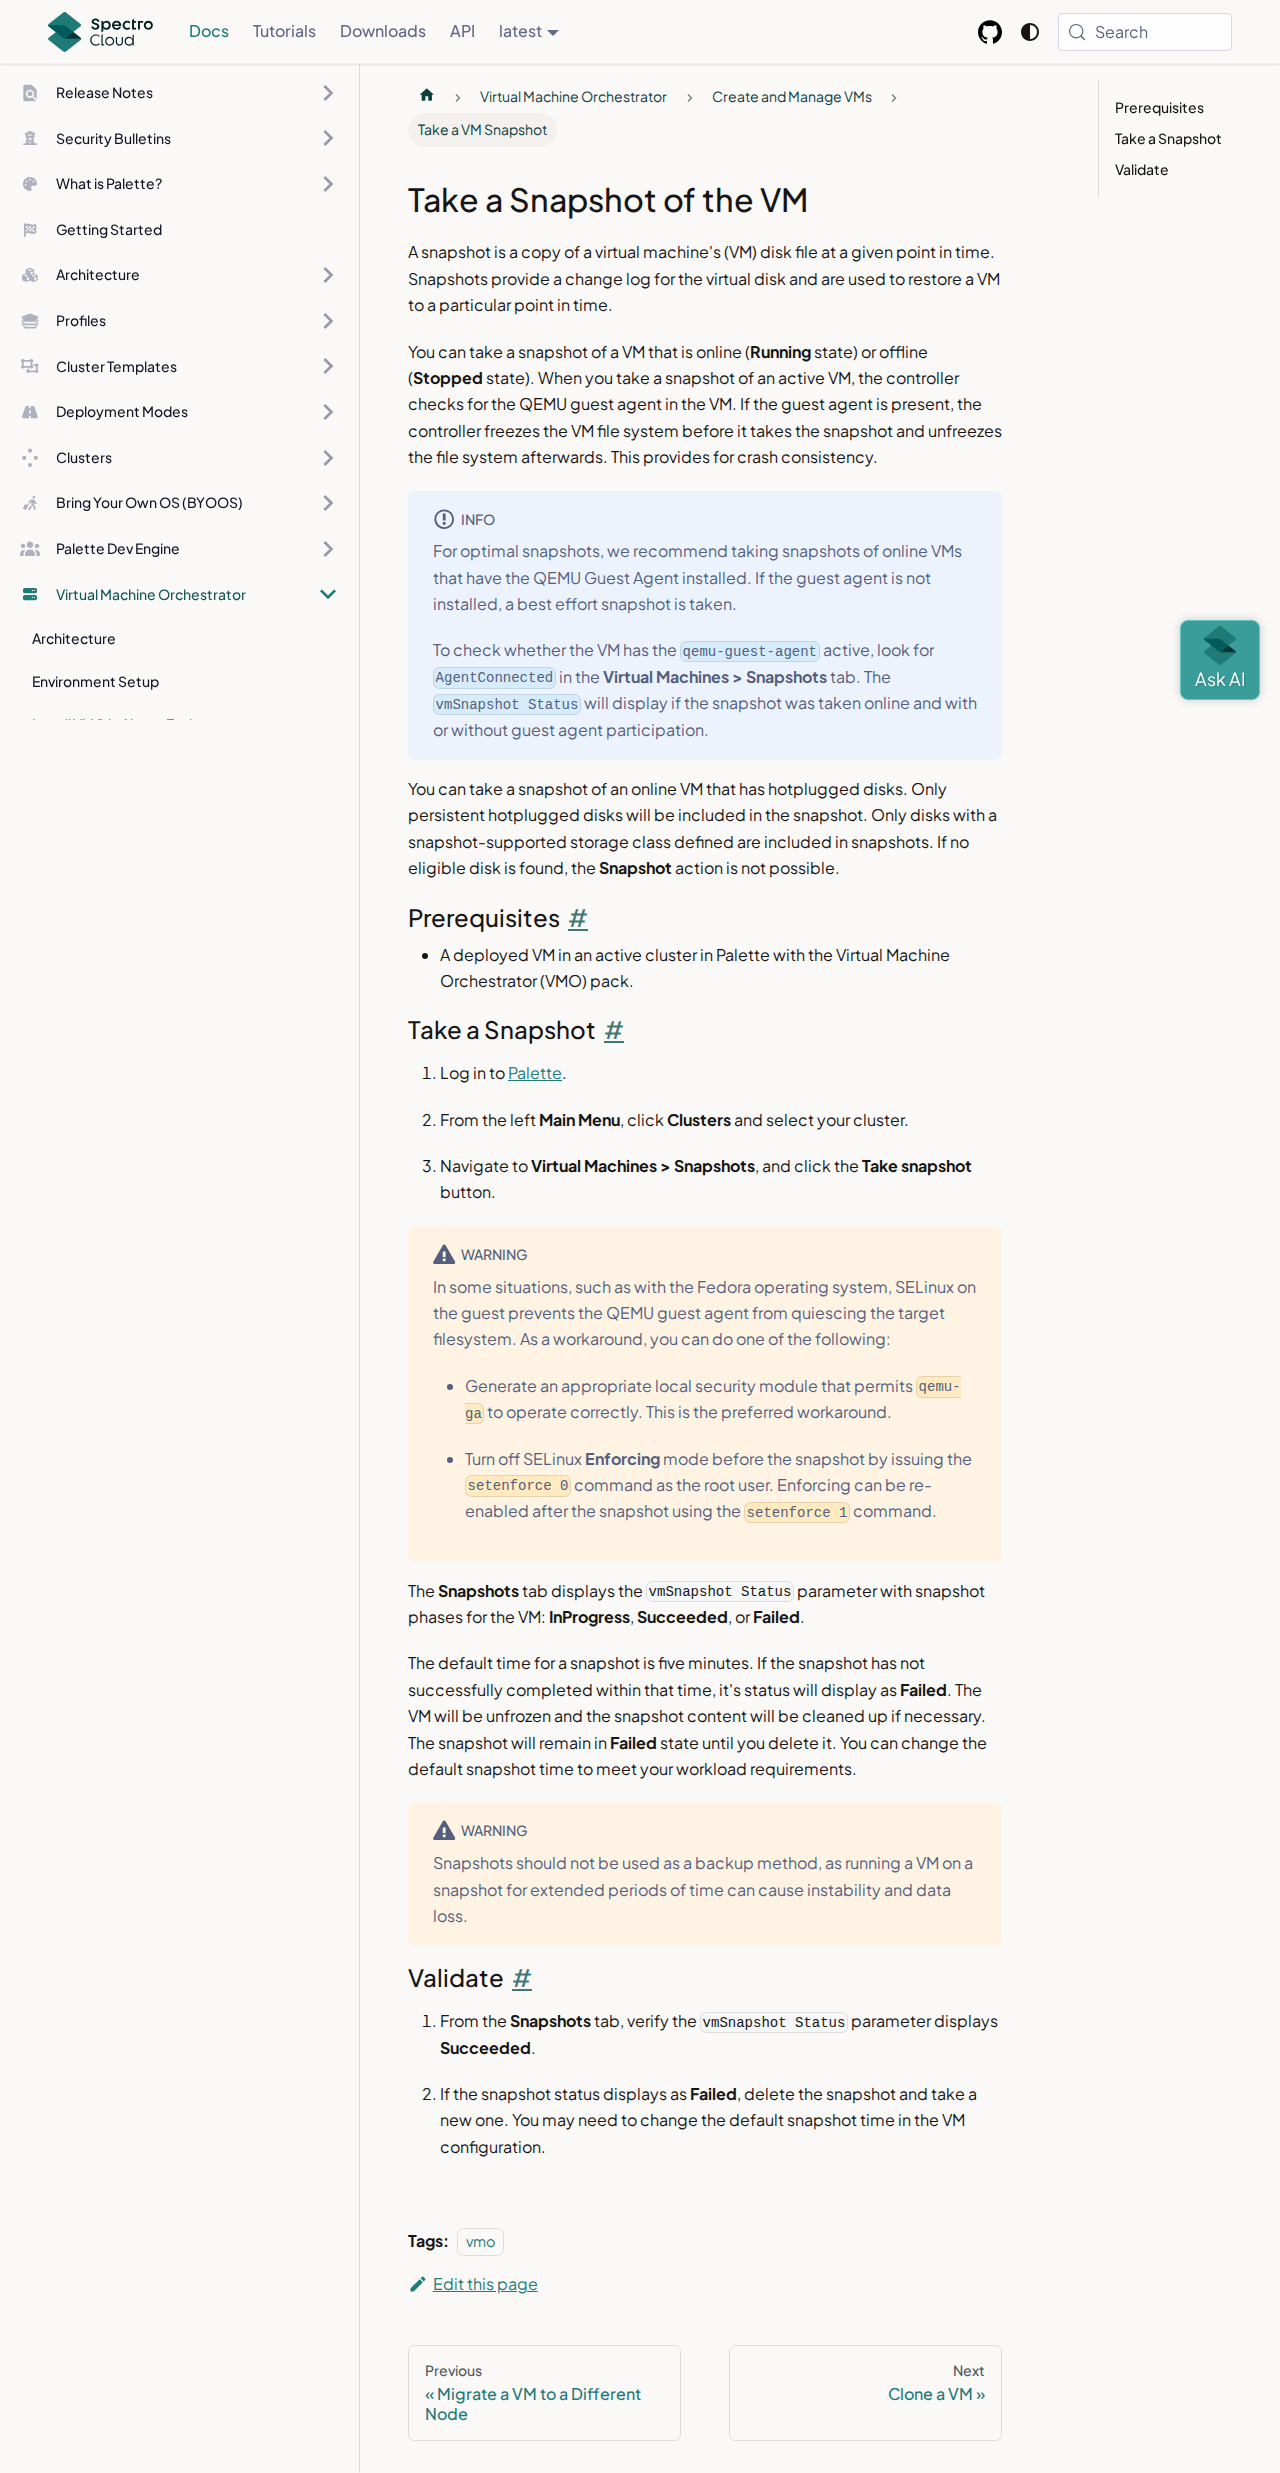 Spectro
Cloud
Docs
Tutorials
Downloads
API
latest
Search
Release Notes
Security Bulletins
What is Palette?
Getting Started
Architecture
Profiles
Cluster Templates
Deployment Modes
Clusters
Bring Your Own OS (BYOOS)
Palette Dev Engine
Virtual Machine Orchestrator
Architecture
Environment Setup
Virtual Machine Orchestrator
Create and Manage VMs
Take a VM Snapshot
Take a Snapshot of the VM
A snapshot is a copy of a virtual machine's (VM) disk file at a given point in time.
Snapshots provide a change log for the virtual disk and are used to restore a VM
to a particular point in time.
You can take a snapshot of a VM that is online (Running state) or offline
(Stopped state). When you take a snapshot of an active VM, the controller
checks for the QEMU guest agent in the VM. If the guest agent is present, the
controller freezes the VM file system before it takes the snapshot and unfreezes
the file system afterwards. This provides for crash consistency.
INFO
For optimal snapshots, we recommend taking snapshots of online VMs
that have the QEMU Guest Agent installed. If the guest agent is not
installed, a best effort snapshot is taken.
To check whether the VM has the qemu-guest-agent active, look for
AgentConnected in the Virtual Machines > Snapshots tab. The
vmSnapshot Status will display if the snapshot was taken online and with
or without guest agent participation.
You can take a snapshot of an online VM that has hotplugged disks. Only
persistent hotplugged disks will be included in the snapshot. Only disks with a
snapshot-supported storage class defined are included in snapshots. If no
eligible disk is found, the Snapshot action is not possible.
Prerequisites #
A deployed VM in an active cluster in Palette with the Virtual Machine
Orchestrator (VMO) pack.
Take a Snapshot #
1. Log in to Palette.
2. From the left Main Menu, click Clusters and select your cluster.
3. Navigate to Virtual Machines > Snapshots, and click the Take snapshot
button.
WARNING
In some situations, such as with the Fedora operating system, SELinux on
the guest prevents the QEMU guest agent from quiescing the target
filesystem. As a workaround, you can do one of the following:
Generate an appropriate local security module that permits qemu-
ga to operate correctly. This is the preferred workaround.
Turn off SELinux Enforcing mode before the snapshot by issuing the
setenforce 0 command as the root user. Enforcing can be re-
enabled after the snapshot using the setenforce 1 command.
The Snapshots tab displays the vmSnapshot Status parameter with snapshot
phases for the VM: InProgress, Succeeded, or Failed.
The default time for a snapshot is five minutes. If the snapshot has not
successfully completed within that time, it's status will display as Failed. The
VM will be unfrozen and the snapshot content will be cleaned up if necessary.
The snapshot will remain in Failed state until you delete it. You can change the
default snapshot time to meet your workload requirements.
WARNING
Snapshots should not be used as a backup method, as running a VM on a
snapshot for extended periods of time can cause instability and data
loss.
Validate #
1. From the Snapshots tab, verify the vmSnapshot Status parameter displays
Succeeded.
2. If the snapshot status displays as Failed, delete the snapshot and take a
new one. You may need to change the default snapshot time in the VM
configuration.
Tags: vmo
Edit this page
Previous
« Migrate a VM to a Different
Node
Next
Clone a VM »
Prerequisites
Take a Snapshot
Validate
Ask AI